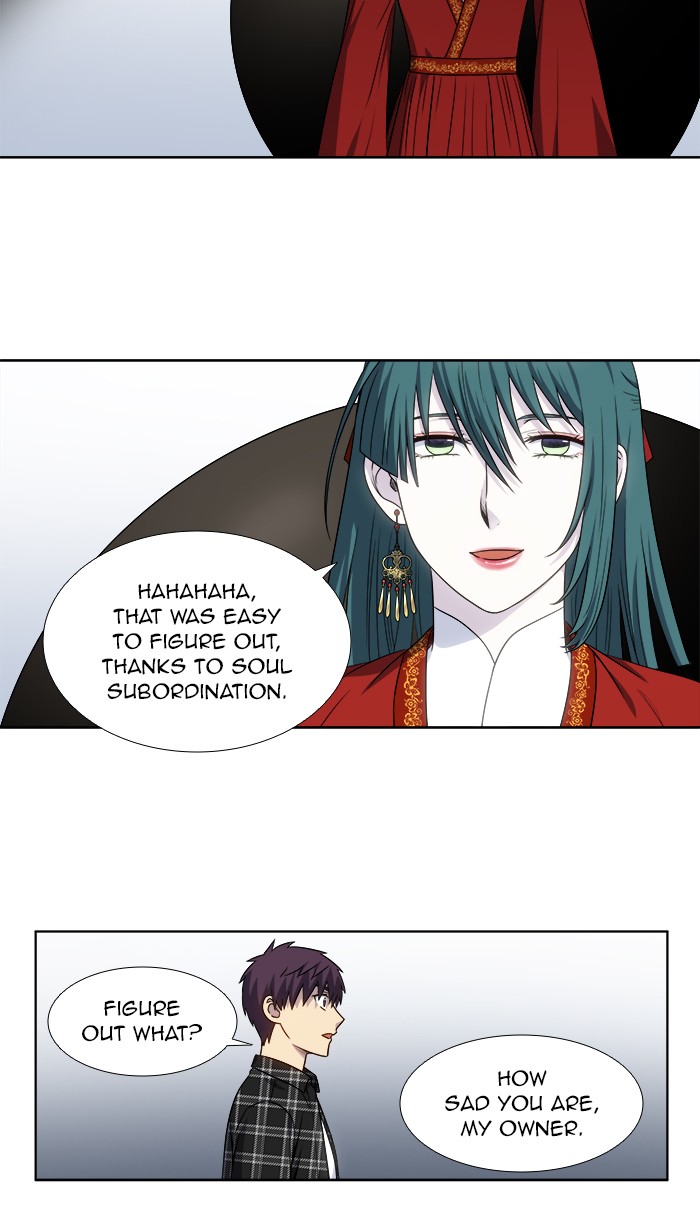 HAHAHAHA,
THAT WAS EASY
TO FIGURE OUT,
THANKS TO SOUL
SUBORDINATION.
FIGURE
OUT WHAT?
HOW
SAD YOU ARE,
MY OWNER.